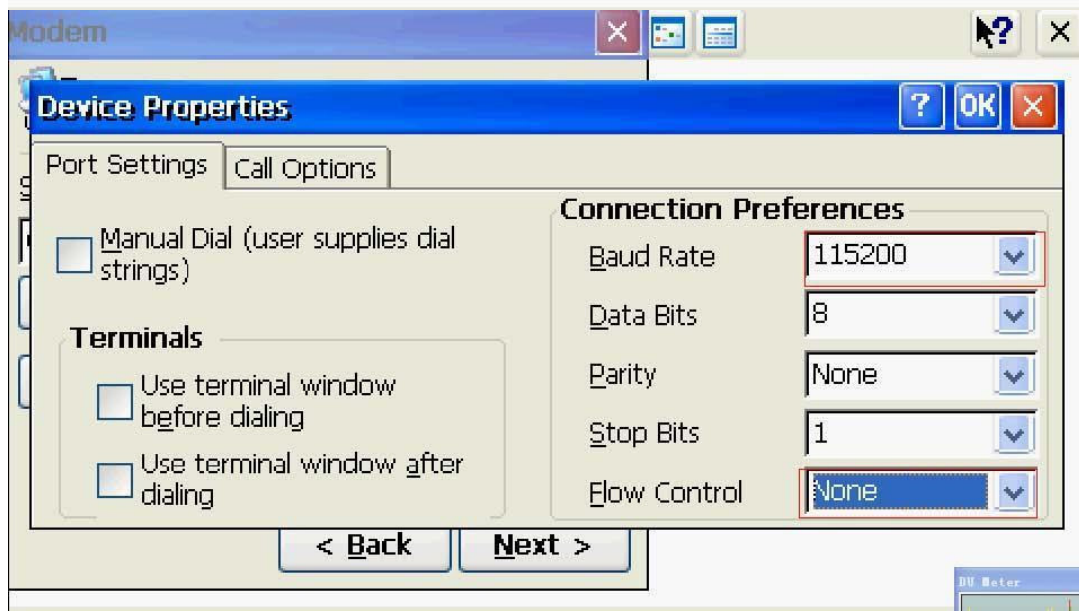 Modem
?
Device Properties
? OK
Port Settings
Call Options
Manual Dial (user supplies dial
strings)
Terminals
Use terminal window
before dialing
Use terminal window after
dialing
Connection Preferences
Baud Rate 115200
Data Bits 8
Parity None
Stop Bits 1
Flow Control None
< Back
Next >
DU Meter